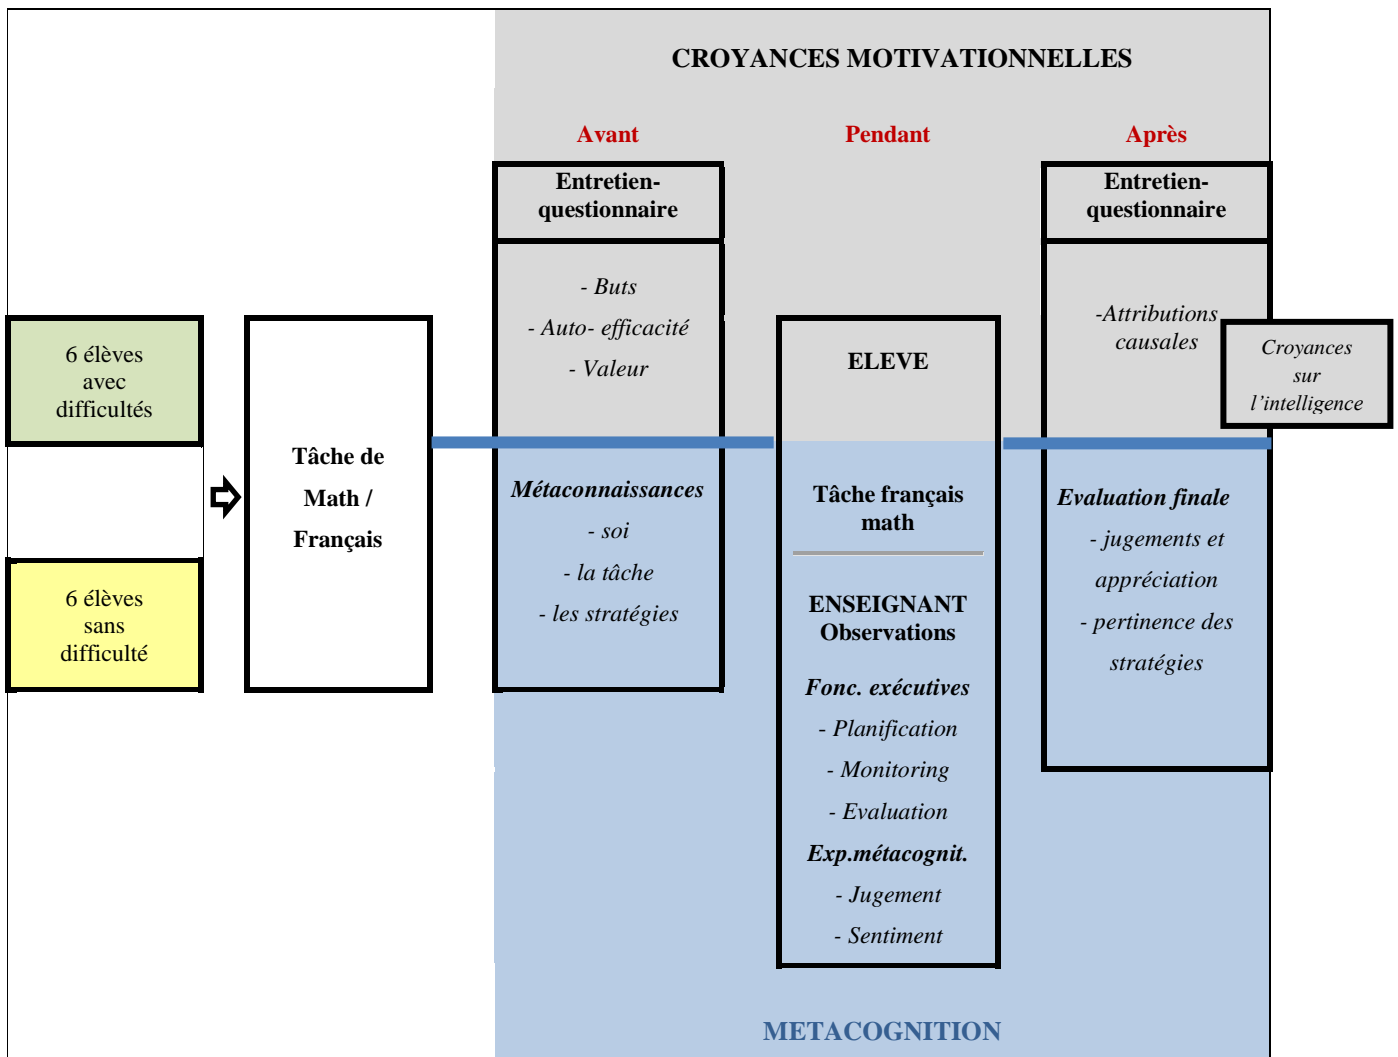 CROYANCES MOTIVATIONNELLES
Avant
Pendant
Après
6 élèves
avec
difficultés
6 élèves
sans
difficulté
Tâche de
Math /
Français
Entretien-
questionnaire
- Buts
- Auto- efficacité
- Valeur
Métaconnaissances
- soi
- la tâche
- les stratégies
ELEVE
Tâche français
math
ENSEIGNANT
Observations
Fonc. exécutives
- Planification
- Monitoring
- Evaluation
Exp.métacognit.
- Jugement
- Sentiment
Entretien-
questionnaire
-Attributions
causales
Croyances
sur
l’intelligence
Evaluation finale
- jugements et
appréciation
- pertinence des
stratégies
METACOGNITION